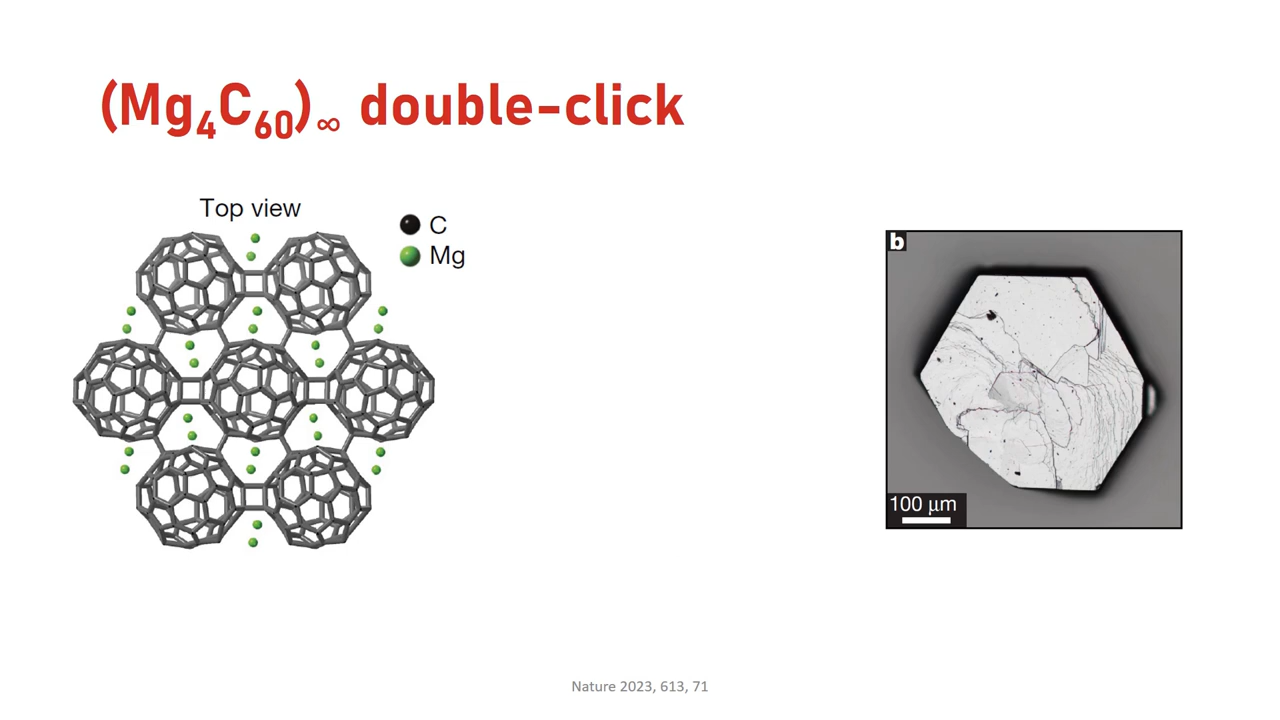 (Mg₄C₆₀)∞ double-click
Top view
C
Mg
b
100 μm
Nature 2023, 613, 71